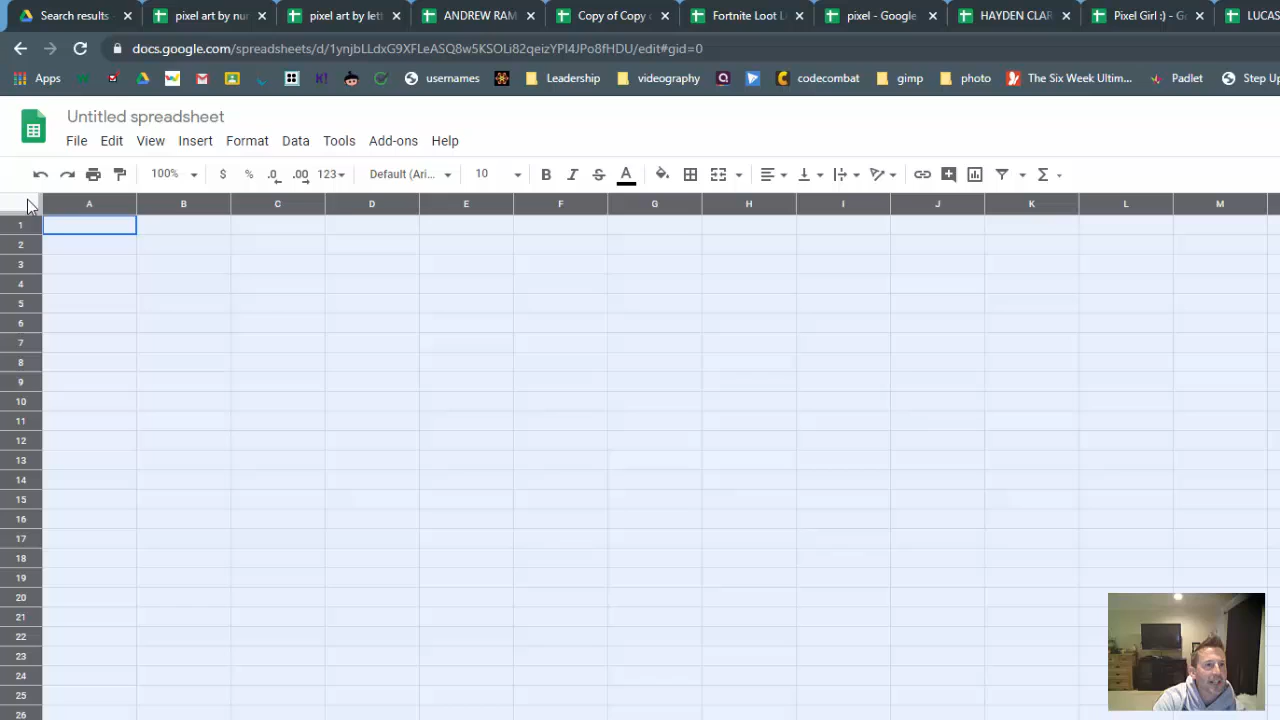 Search results
pixel art by nu
pixel art by lett
ANDREW RAM
Copy of Copy o
Fortnite Loot L
pixel - Google
HAYDEN CLAR
Pixel Girl :) - G
LUCAS
docs.google.com/spreadsheets/d/1ynjbLLdxG9XFLeASQ8w5KSOLi82qeizYPI4JPo8fHDU/edit#gid=0
Apps usernames Leadership videography codecombat gimp photo The Six Week Ultim... Padlet Step Up
Untitled spreadsheet
File Edit View Insert Format Data Tools Add-ons Help
100% $ % .0 .00 123 Default (Ari... 10 B I S A Σ
A B C D E F G H I J K L M
1
2
3
4
5
6
7
8
9
10
11
12
13
14
15
16
17
18
19
20
21
22
23
24
25
26